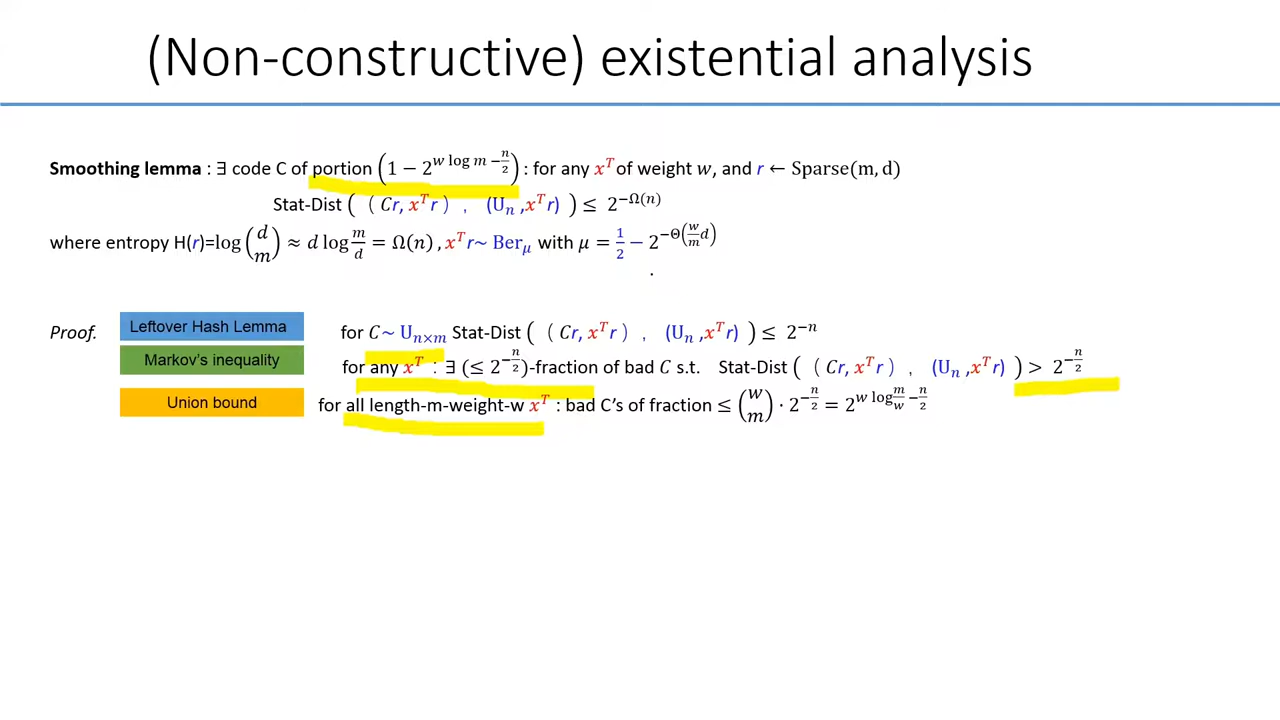 (Non-constructive) existential analysis
Smoothing lemma : ∃ code C of portion (1 − 2^{w log m − n/2}) : for any x^T of weight w, and r ← Sparse(m, d)
Stat-Dist ( (Cr, x^T r) , (U_n, x^T r) ) ≤ 2^{−Ω(n)}
where entropy H(r)=log (d m) ≈ d log m/d = Ω(n) , x^T r ~ Ber_μ with μ = 1/2 − 2^{−Θ(w/m d)}
.
Prof. Leftover Hash Lemma for C ~ U_{n×m} Stat-Dist ( (Cr, x^T r) , (U_n, x^T r) ) ≤ 2^{−n}
Markov's inequality for any x^T : ∃ (≤ 2^{−n/2})-fraction of bad C s.t. Stat-Dist ( (Cr, x^T r) , (U_n, x^T r) ) > 2^{−n/2}
Union bound for all length-m-weight-w x^T : bad C's of fraction ≤ (w m) · 2^{−n/2} = 2^{w log m/w − n/2}